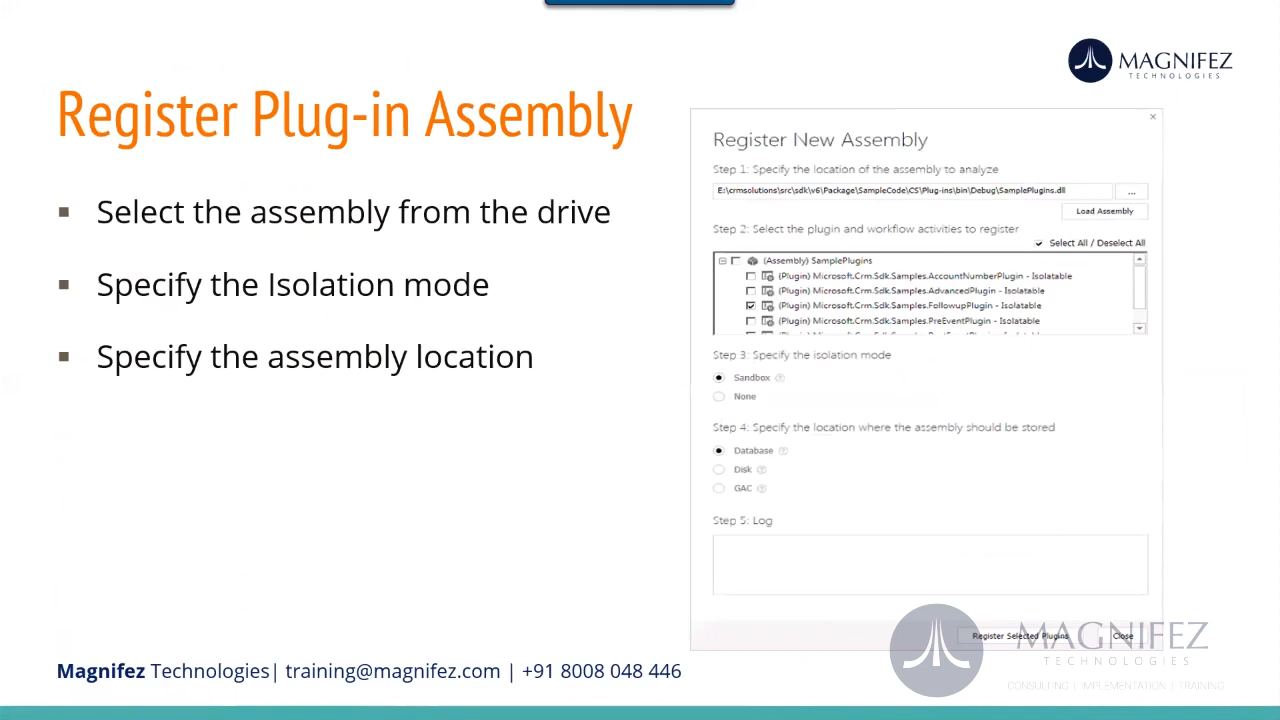 MAGNIFEZ
TECHNOLOGIES
Register Plug-in Assembly
Select the assembly from the drive
Specify the Isolation mode
Specify the assembly location
Register New Assembly
Step 1: Specify the location of the assembly to analyze
E:\crmsolutions\src\sdk\v6\Package\SampleCode\CS\Plug-ins\bin\Debug\SamplePlugins.dll
...
Load Assembly
Step 2: Select the plugin and workflow activities to register
Select All / Deselect All
(Assembly) SamplePlugins
(Plugin) Microsoft.Crm.Sdk.Samples.AccountNumberPlugin - Isolatable
(Plugin) Microsoft.Crm.Sdk.Samples.AdvancedPlugin - Isolatable
(Plugin) Microsoft.Crm.Sdk.Samples.FollowupPlugin - Isolatable
(Plugin) Microsoft.Crm.Sdk.Samples.PreEventPlugin - Isolatable
Step 3: Specify the isolation mode
Sandbox
None
Step 4: Specify the location where the assembly should be stored
Database
Disk
GAC
Step 5: Log
Register Selected Plugins
Close
MAGNIFEZ
TECHNOLOGIES
CONSULTING | IMPLEMENTATION | TRAINING
Magnifez Technologies| training@magnifez.com | +91 8008 048 446